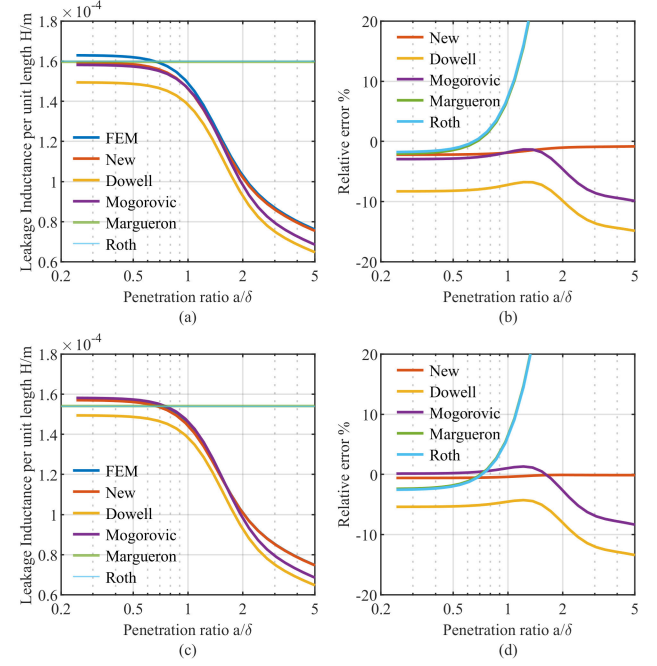 1.8 ×10⁻⁴
Leakage Inductance per unit length H/m
1.6
1.4
1.2
1
0.8
0.6
FEM
New
Dowell
Mogorovic
Margueron
Roth
0.2
0.5
1
2
5
Penetration ratio a/δ
(a)
20
Relative error %
10
0
-10
-20
New
Dowell
Mogorovic
Margueron
Roth
0.2
0.5
1
2
5
Penetration ratio a/δ
(b)
1.8 ×10⁻⁴
Leakage Inductance per unit length H/m
1.6
1.4
1.2
1
0.8
0.6
FEM
New
Dowell
Mogorovic
Margueron
Roth
0.2
0.5
1
2
5
Penetration ratio a/δ
(c)
20
Relative error %
10
0
-10
-20
New
Dowell
Mogorovic
Margueron
Roth
0.2
0.5
1
2
5
Penetration ratio a/δ
(d)